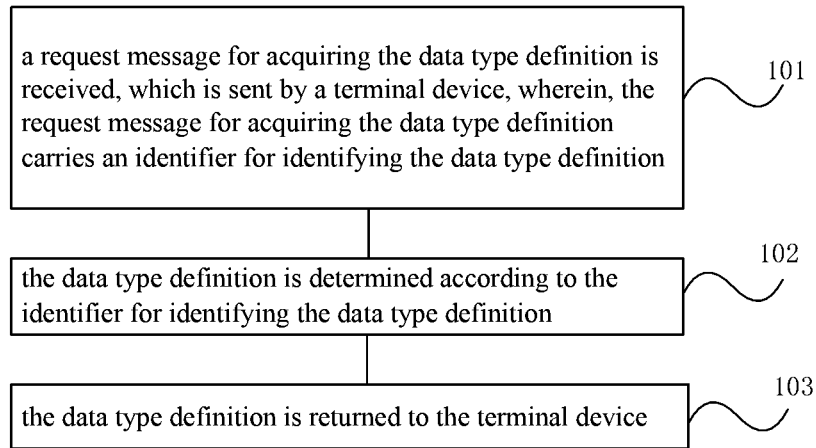 a request message for acquiring the data type definition is
received, which is sent by a terminal device, wherein, the
request message for acquiring the data type definition
carries an identifier for identifying the data type definition
101
the data type definition is determined according to the
identifier for identifying the data type definition
102
the data type definition is returned to the terminal device
103